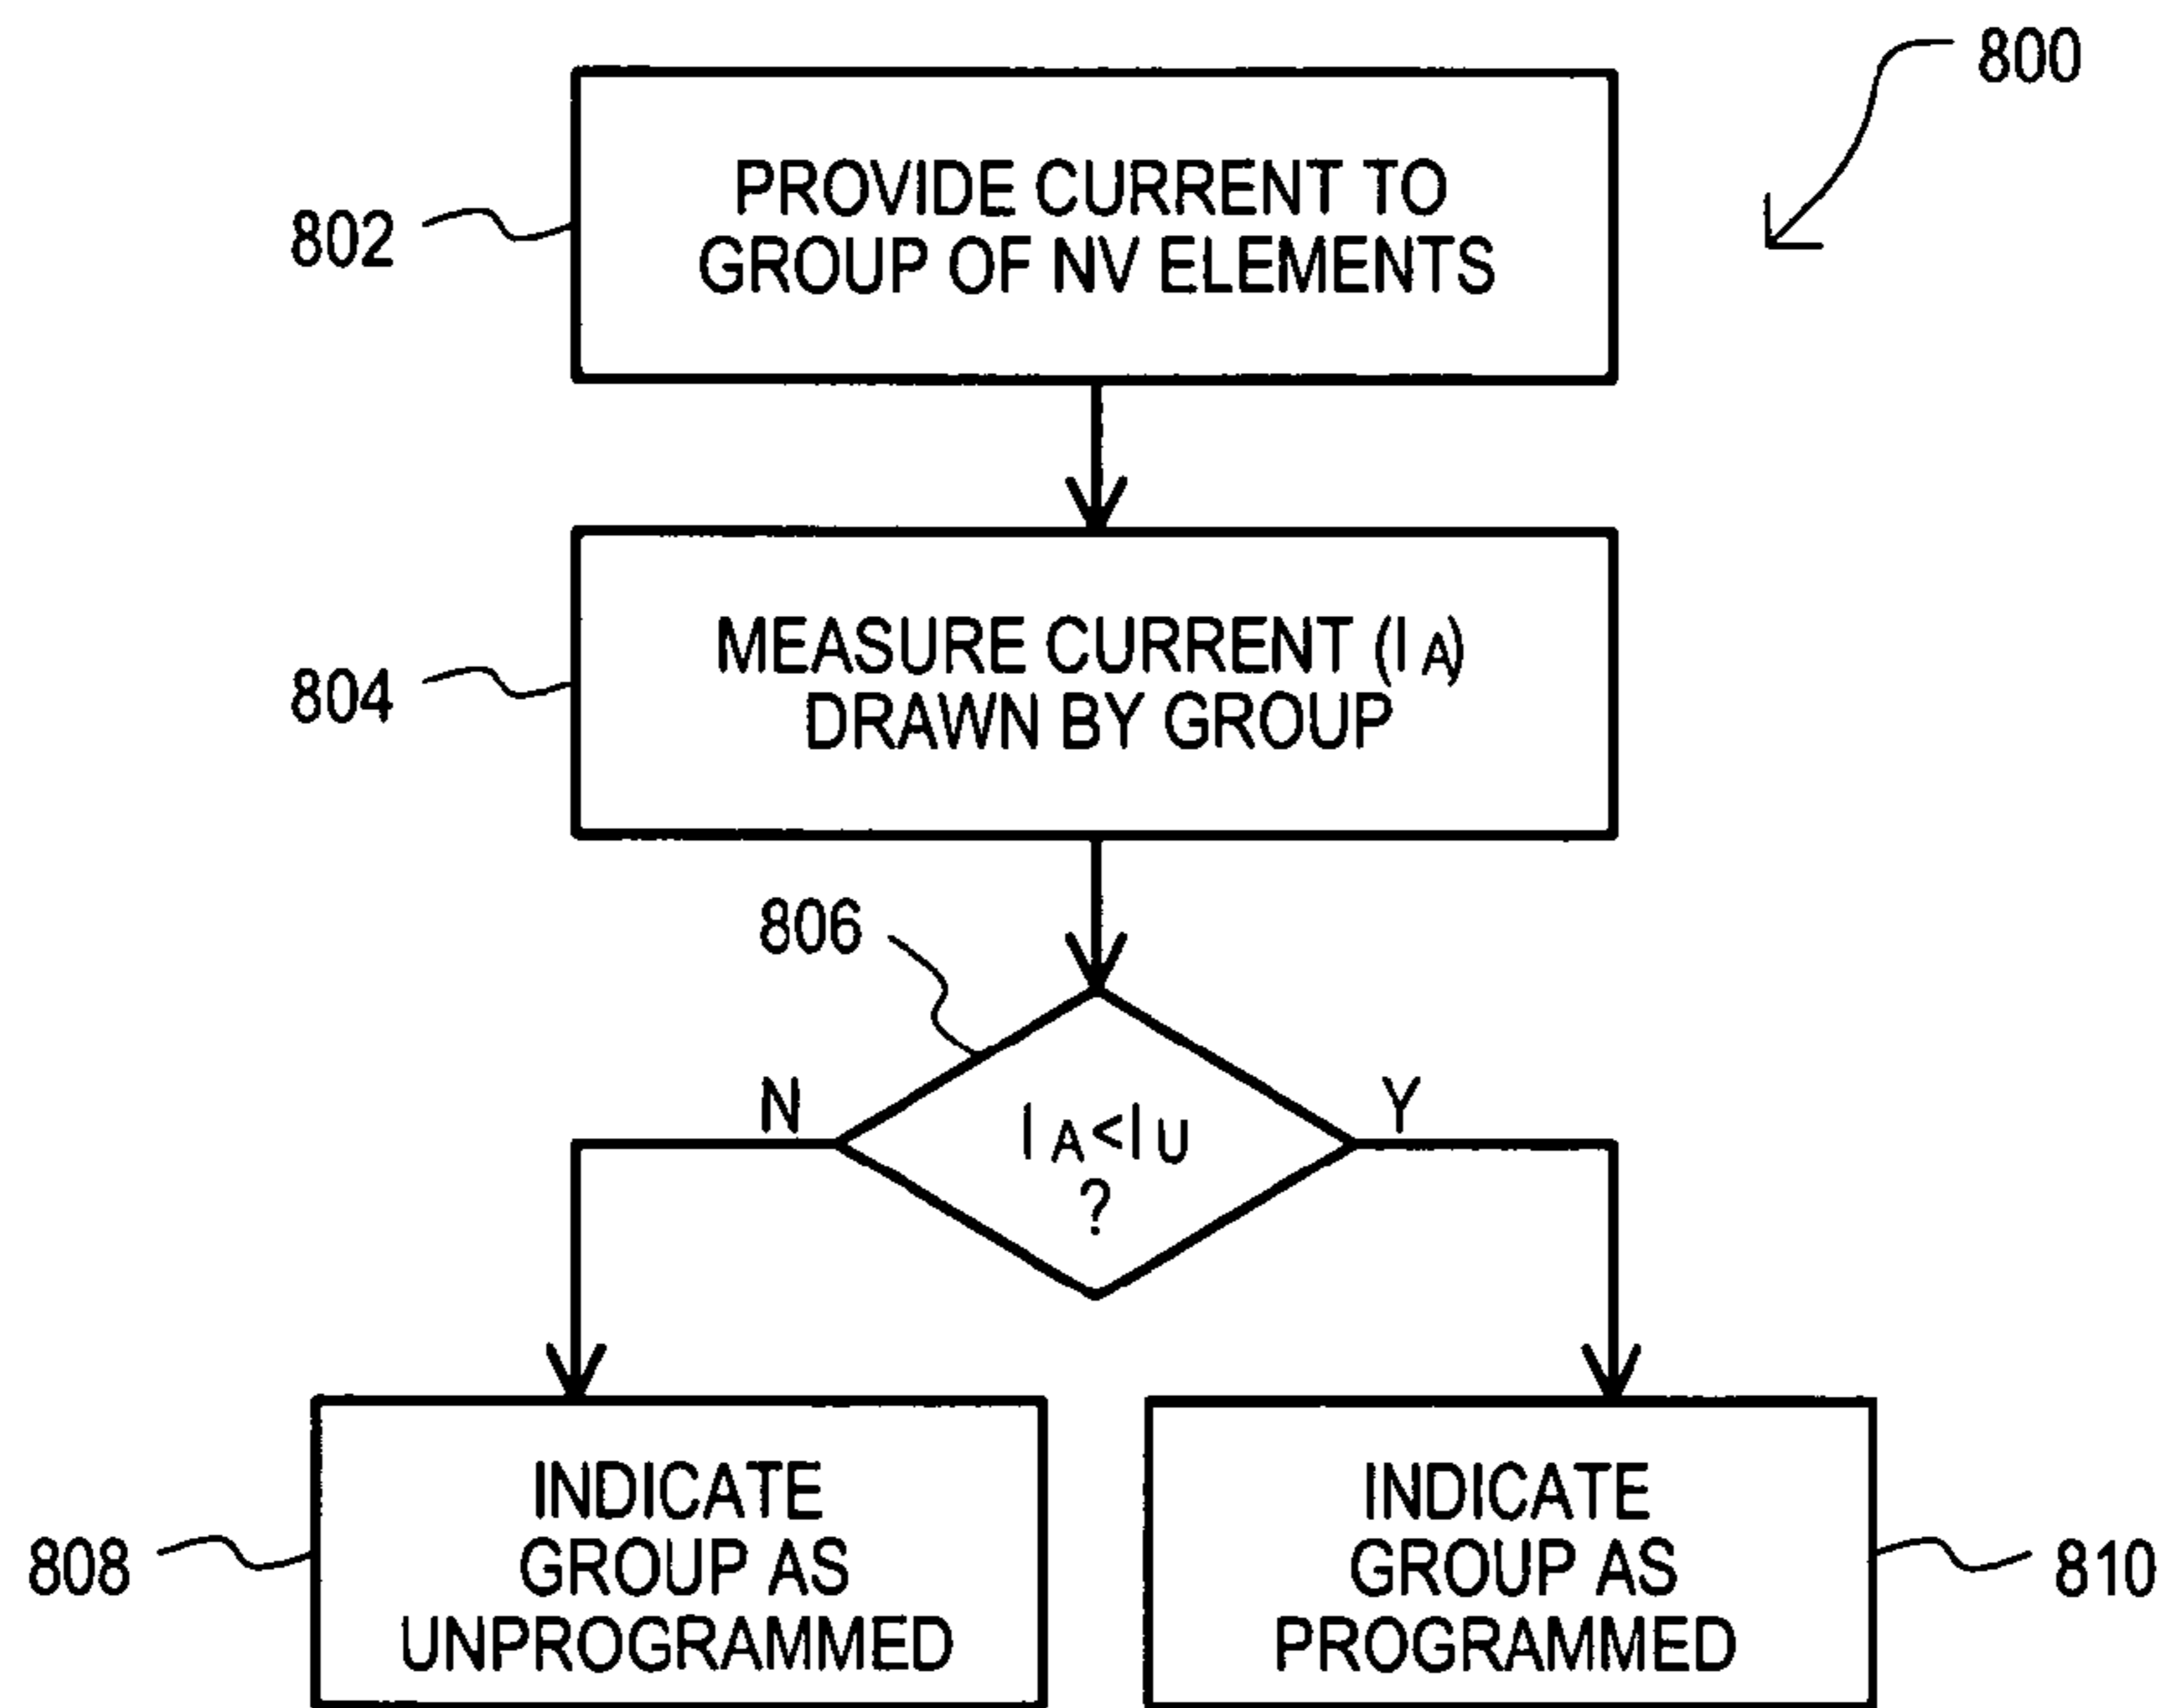 800
802
PROVIDE CURRENT TO
GROUP OF NV ELEMENTS
804
MEASURE CURRENT (I A)
DRAWN BY GROUP
806
N
I A<I U
?
Y
808
INDICATE
GROUP AS
UNPROGRAMMED
INDICATE
GROUP AS
PROGRAMMED
810